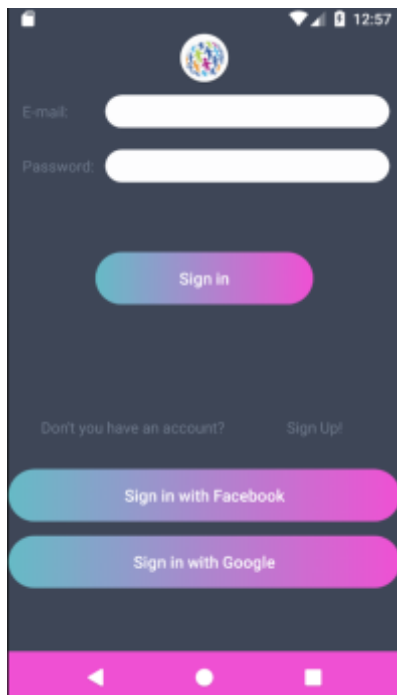 12:57
E-mail:
Password:
Sign in
Don't you have an account? Sign Up!
Sign in with Facebook
Sign in with Google